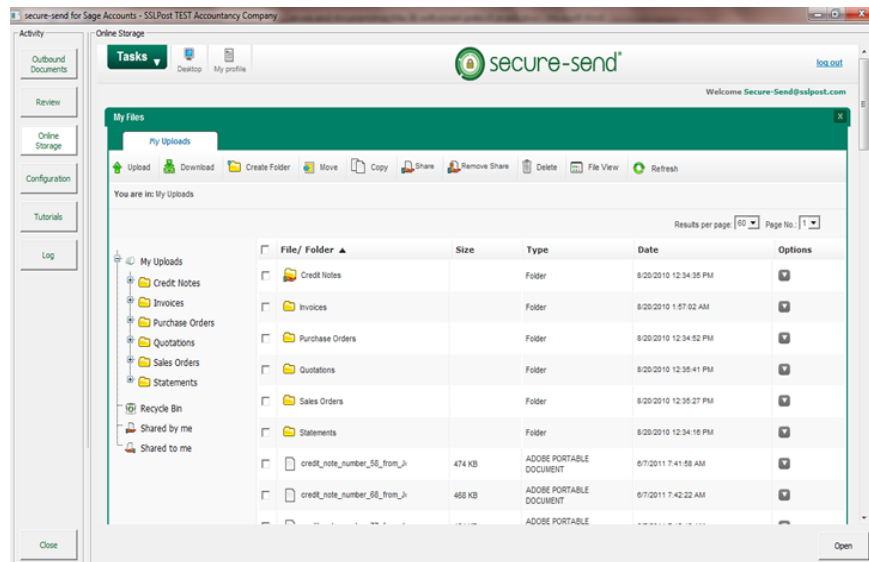 secure-send for Sage Accounts - SSLPost TEST Accountancy Company
Activity
Online Storage
Outbound Documents
Review
Online Storage
Configuration
Tutorials
Log
Close
Tasks
Desktop
My profile
secure-send
log out
Welcome Secure-Send@sslpost.com
My Files
My Uploads
Upload Download Create Folder Move Copy Share Remove Share Delete File View Refresh
You are in: My Uploads
Results per page: 60 Page No.: 1
My Uploads
Credit Notes
Invoices
Purchase Orders
Quotations
Sales Orders
Statements
Recycle Bin
Shared by me
Shared to me
File/ Folder Size Type Date Options
Credit Notes Folder 8/20/2010 12:34:35 PM
Invoices Folder 8/20/2010 1:57:02 AM
Purchase Orders Folder 8/20/2010 12:34:52 PM
Quotations Folder 8/20/2010 12:35:41 PM
Sales Orders Folder 8/20/2010 12:35:27 PM
Statements Folder 8/20/2010 12:34:16 PM
credit_note_number_58_from_Jo 474 KB ADOBE PORTABLE DOCUMENT 6/7/2011 7:41:58 AM
credit_note_number_68_from_Jo 468 KB ADOBE PORTABLE DOCUMENT 6/7/2011 7:42:22 AM
ADOBE PORTABLE
Open